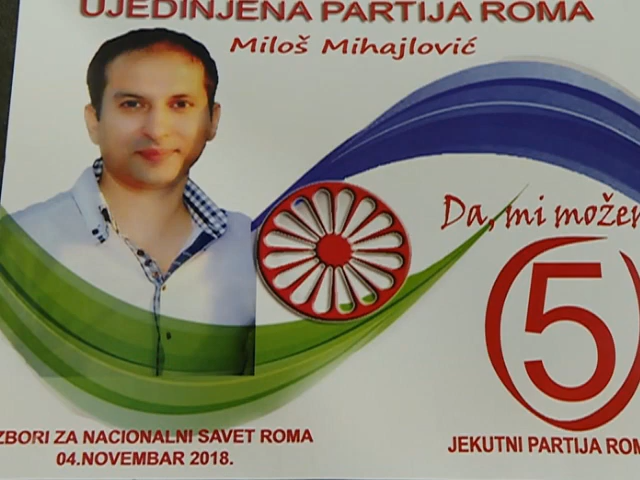 UJEDINJENA PARTIJA ROMA
Miloš Mihajlović
Da, mi može
5
ZBORI ZA NACIONALNI SAVET ROMA
04.NOVEMBAR 2018.
JEKUTNI PARTIJA ROM